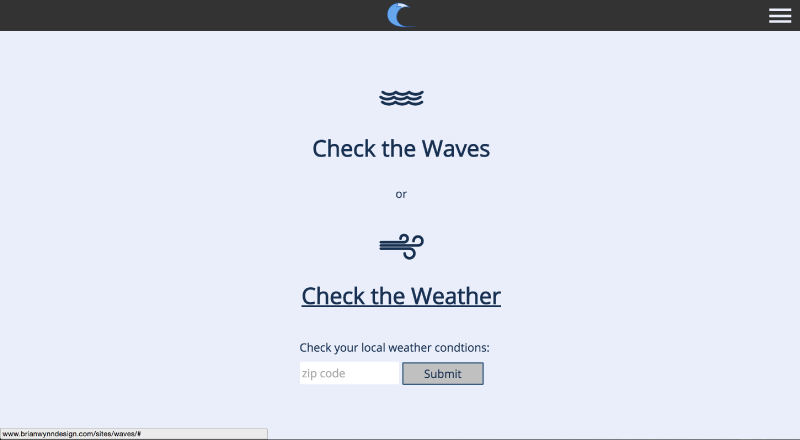 Check the Waves
or
Check the Weather
Check your local weather condtions:
zip code
Submit
www.brianwynndesign.com/sites/waves/#